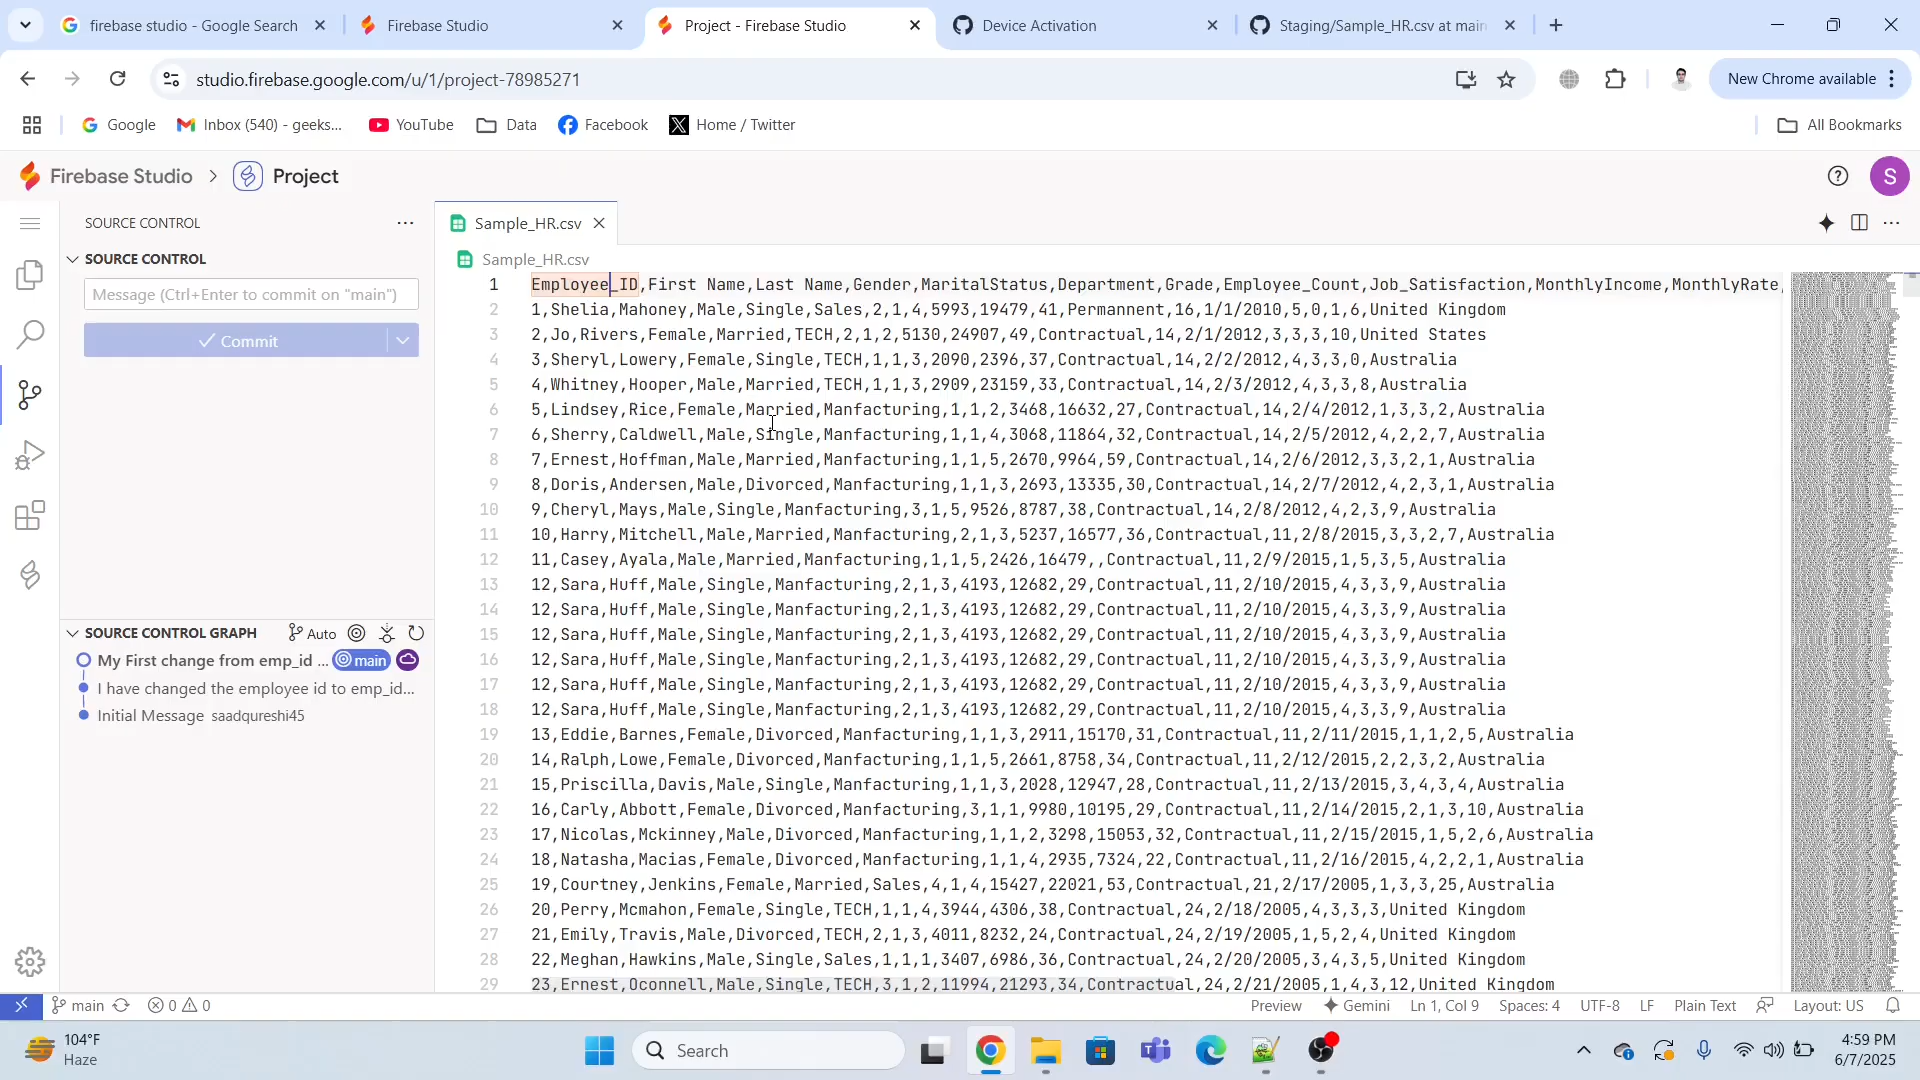 firebase studio - Google Search
Firebase Studio
Project - Firebase Studio
Device Activation
Staging/Sample_HR.csv at main
studio.firebase.google.com/u/1/project-78985271
New Chrome available
Google
Inbox (540) - geeks...
YouTube
Data
Facebook
Home / Twitter
All Bookmarks
Firebase Studio
Project
S
SOURCE CONTROL
SOURCE CONTROL
Message (Ctrl+Enter to commit on "main")
Commit
SOURCE CONTROL GRAPH
Auto
My First change from emp_id ...
main
I have changed the employee id to emp_id...
Initial Message saadqureshi45
Sample_HR.csv
Sample_HR.csv
1 Employee_ID,First Name,Last Name,Gender,MaritalStatus,Department,Grade,Employee_Count,Job_Satisfaction,MonthlyIncome,MonthlyRate,
2 1,Shelia,Mahoney,Male,Single,Sales,2,1,4,5993,19479,41,Permannent,16,1/1/2010,5,0,1,6,United Kingdom
3 2,Jo,Rivers,Female,Married,TECH,2,1,2,5130,24907,49,Contractual,14,2/1/2012,3,3,3,10,United States
4 3,Sheryl,Lowery,Female,Single,TECH,1,1,3,2090,2396,37,Contractual,14,2/2/2012,4,3,3,0,Australia
5 4,Whitney,Hooper,Male,Married,TECH,1,1,3,2909,23159,33,Contractual,14,2/3/2012,4,3,3,8,Australia
6 5,Lindsey,Rice,Female,Married,Manfacturing,1,1,2,3468,16632,27,Contractual,14,2/4/2012,1,3,3,2,Australia
7 6,Sherry,Caldwell,Male,Single,Manfacturing,1,1,4,3068,11864,32,Contractual,14,2/5/2012,4,2,2,7,Australia
8 7,Ernest,Hoffman,Male,Married,Manfacturing,1,1,5,2670,9964,59,Contractual,14,2/6/2012,3,3,2,1,Australia
9 8,Doris,Andersen,Male,Divorced,Manfacturing,1,1,3,2693,13335,30,Contractual,14,2/7/2012,4,2,3,1,Australia
10 9,Cheryl,Mays,Male,Single,Manfacturing,3,1,5,9526,8787,38,Contractual,14,2/8/2012,4,2,3,9,Australia
11 10,Harry,Mitchell,Male,Married,Manfacturing,2,1,3,5237,16577,36,Contractual,11,2/8/2015,3,3,2,7,Australia
12 11,Casey,Ayala,Male,Married,Manfacturing,1,1,5,2426,16479,,Contractual,11,2/9/2015,1,5,3,5,Australia
13 12,Sara,Huff,Male,Single,Manfacturing,2,1,3,4193,12682,29,Contractual,11,2/10/2015,4,3,3,9,Australia
14 12,Sara,Huff,Male,Single,Manfacturing,2,1,3,4193,12682,29,Contractual,11,2/10/2015,4,3,3,9,Australia
15 12,Sara,Huff,Male,Single,Manfacturing,2,1,3,4193,12682,29,Contractual,11,2/10/2015,4,3,3,9,Australia
16 12,Sara,Huff,Male,Single,Manfacturing,2,1,3,4193,12682,29,Contractual,11,2/10/2015,4,3,3,9,Australia
17 12,Sara,Huff,Male,Single,Manfacturing,2,1,3,4193,12682,29,Contractual,11,2/10/2015,4,3,3,9,Australia
18 12,Sara,Huff,Male,Single,Manfacturing,2,1,3,4193,12682,29,Contractual,11,2/10/2015,4,3,3,9,Australia
19 13,Eddie,Barnes,Female,Divorced,Manfacturing,1,1,3,2911,15170,31,Contractual,11,2/11/2015,1,1,2,5,Australia
20 14,Ralph,Lowe,Female,Divorced,Manfacturing,1,1,5,2661,8758,34,Contractual,11,2/12/2015,2,2,3,2,Australia
21 15,Priscilla,Davis,Male,Single,Manfacturing,1,1,3,2028,12947,28,Contractual,11,2/13/2015,3,4,3,4,Australia
22 16,Carly,Abbott,Female,Divorced,Manfacturing,3,1,1,9980,10195,29,Contractual,11,2/14/2015,2,1,3,10,Australia
23 17,Nicolas,Mckinney,Male,Divorced,Manfacturing,1,1,2,3298,15053,32,Contractual,11,2/15/2015,1,5,2,6,Australia
24 18,Natasha,Macias,Female,Divorced,Manfacturing,1,1,4,2935,7324,22,Contractual,11,2/16/2015,4,2,2,1,Australia
25 19,Courtney,Jenkins,Female,Married,Sales,4,1,4,15427,22021,53,Contractual,21,2/17/2005,1,3,3,25,Australia
26 20,Perry,Mcmahon,Female,Single,TECH,1,1,4,3944,4306,38,Contractual,24,2/18/2005,4,3,3,3,United Kingdom
27 21,Emily,Travis,Male,Divorced,TECH,2,1,3,4011,8232,24,Contractual,24,2/19/2005,1,5,2,4,United Kingdom
28 22,Meghan,Hawkins,Male,Single,Sales,1,1,1,3407,6986,36,Contractual,24,2/20/2005,3,4,3,5,United Kingdom
29 23,Ernest,Oconnell,Male,Single,TECH,3,1,2,11994,21293,34,Contractual,24,2/21/2005,1,4,3,12,United Kingdom
main
0
0
Preview
Gemini
Ln 1, Col 9
Spaces: 4
UTF-8
LF
Plain Text
Layout: US
104°F
Haze
Search
4:59 PM
6/7/2025